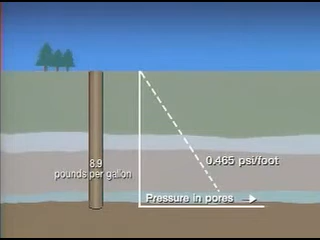 8.9
pounds per gallon
0.465 psi/foot
Pressure in pores